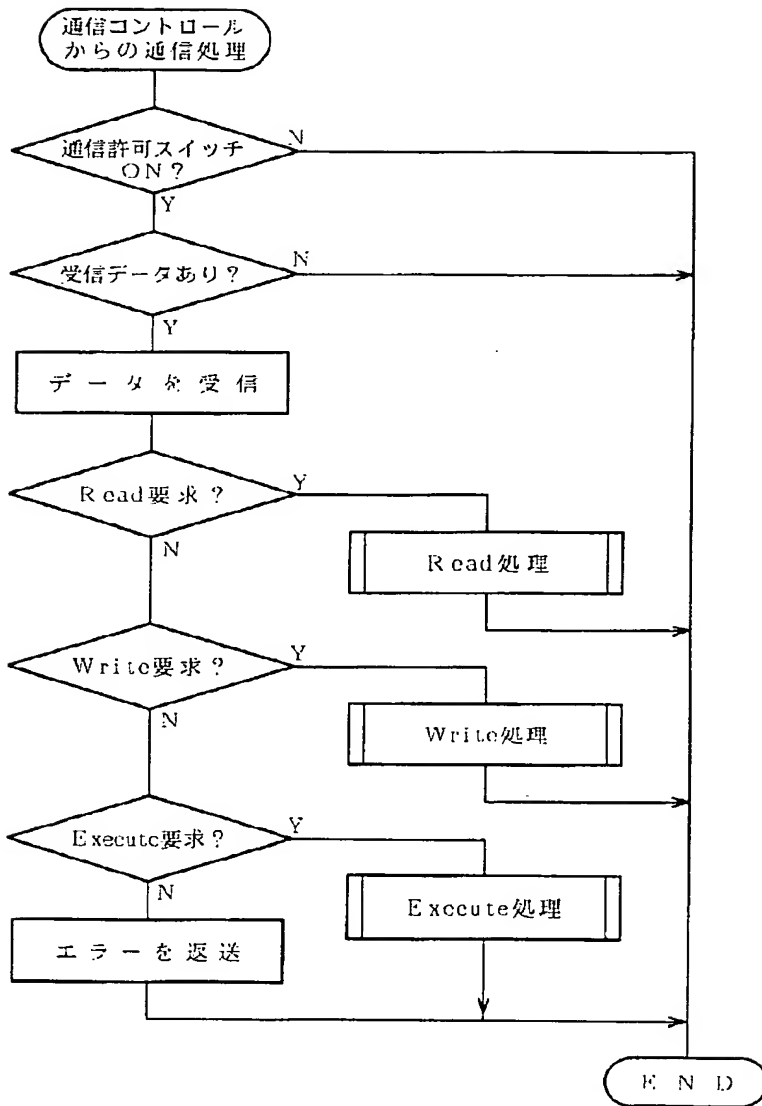 通信コントロール
からの通信処理
通信許可スイッチ
ON？
N
Y
受信データあり？
N
Y
データを受信
Read要求？
Y
N
Read処理
Write要求？
Y
N
Write処理
Execute要求？
Y
N
Execute処理
エラーを返送
END